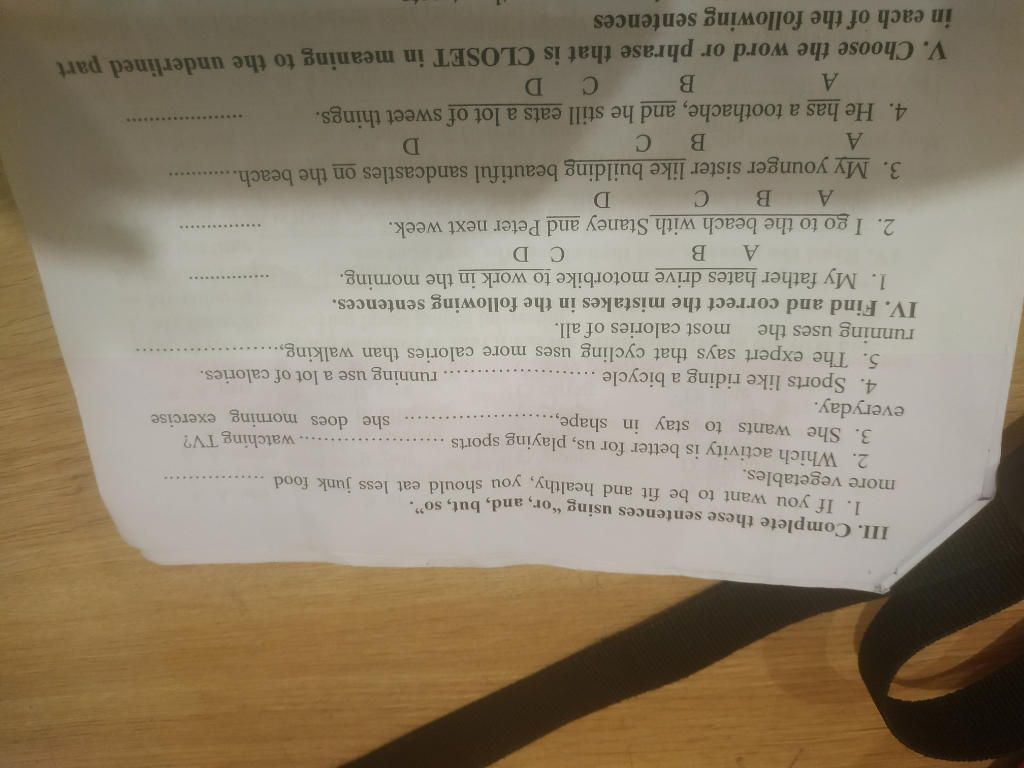 III. Complete these sentences using “or, and, but, so”.
1. If you want to be fit and healthy, you should eat less junk food ................
more vegetables.
2. Which activity is better for us, playing sports ...................... watching TV?
3. She wants to stay in shape,...................... she does morning exercise
everyday.
4. Sports like riding a bicycle ...................... running use a lot of calories.
5. The expert says that cycling uses more calories than walking,......................
running uses the most calories of all.
IV. Find and correct the mistakes in the following sentences.
1. My father hates drive motorbike to work in the morning. ................
A B C D
2. I go to the beach with Staney and Peter next week. ................
A B C D
3. My younger sister like building beautiful sandcastles on the beach.............
A B C D
4. He has a toothache, and he still eats a lot of sweet things. ....................
A B C D
V. Choose the word or phrase that is CLOSET in meaning to the underlined part
in each of the following sentences